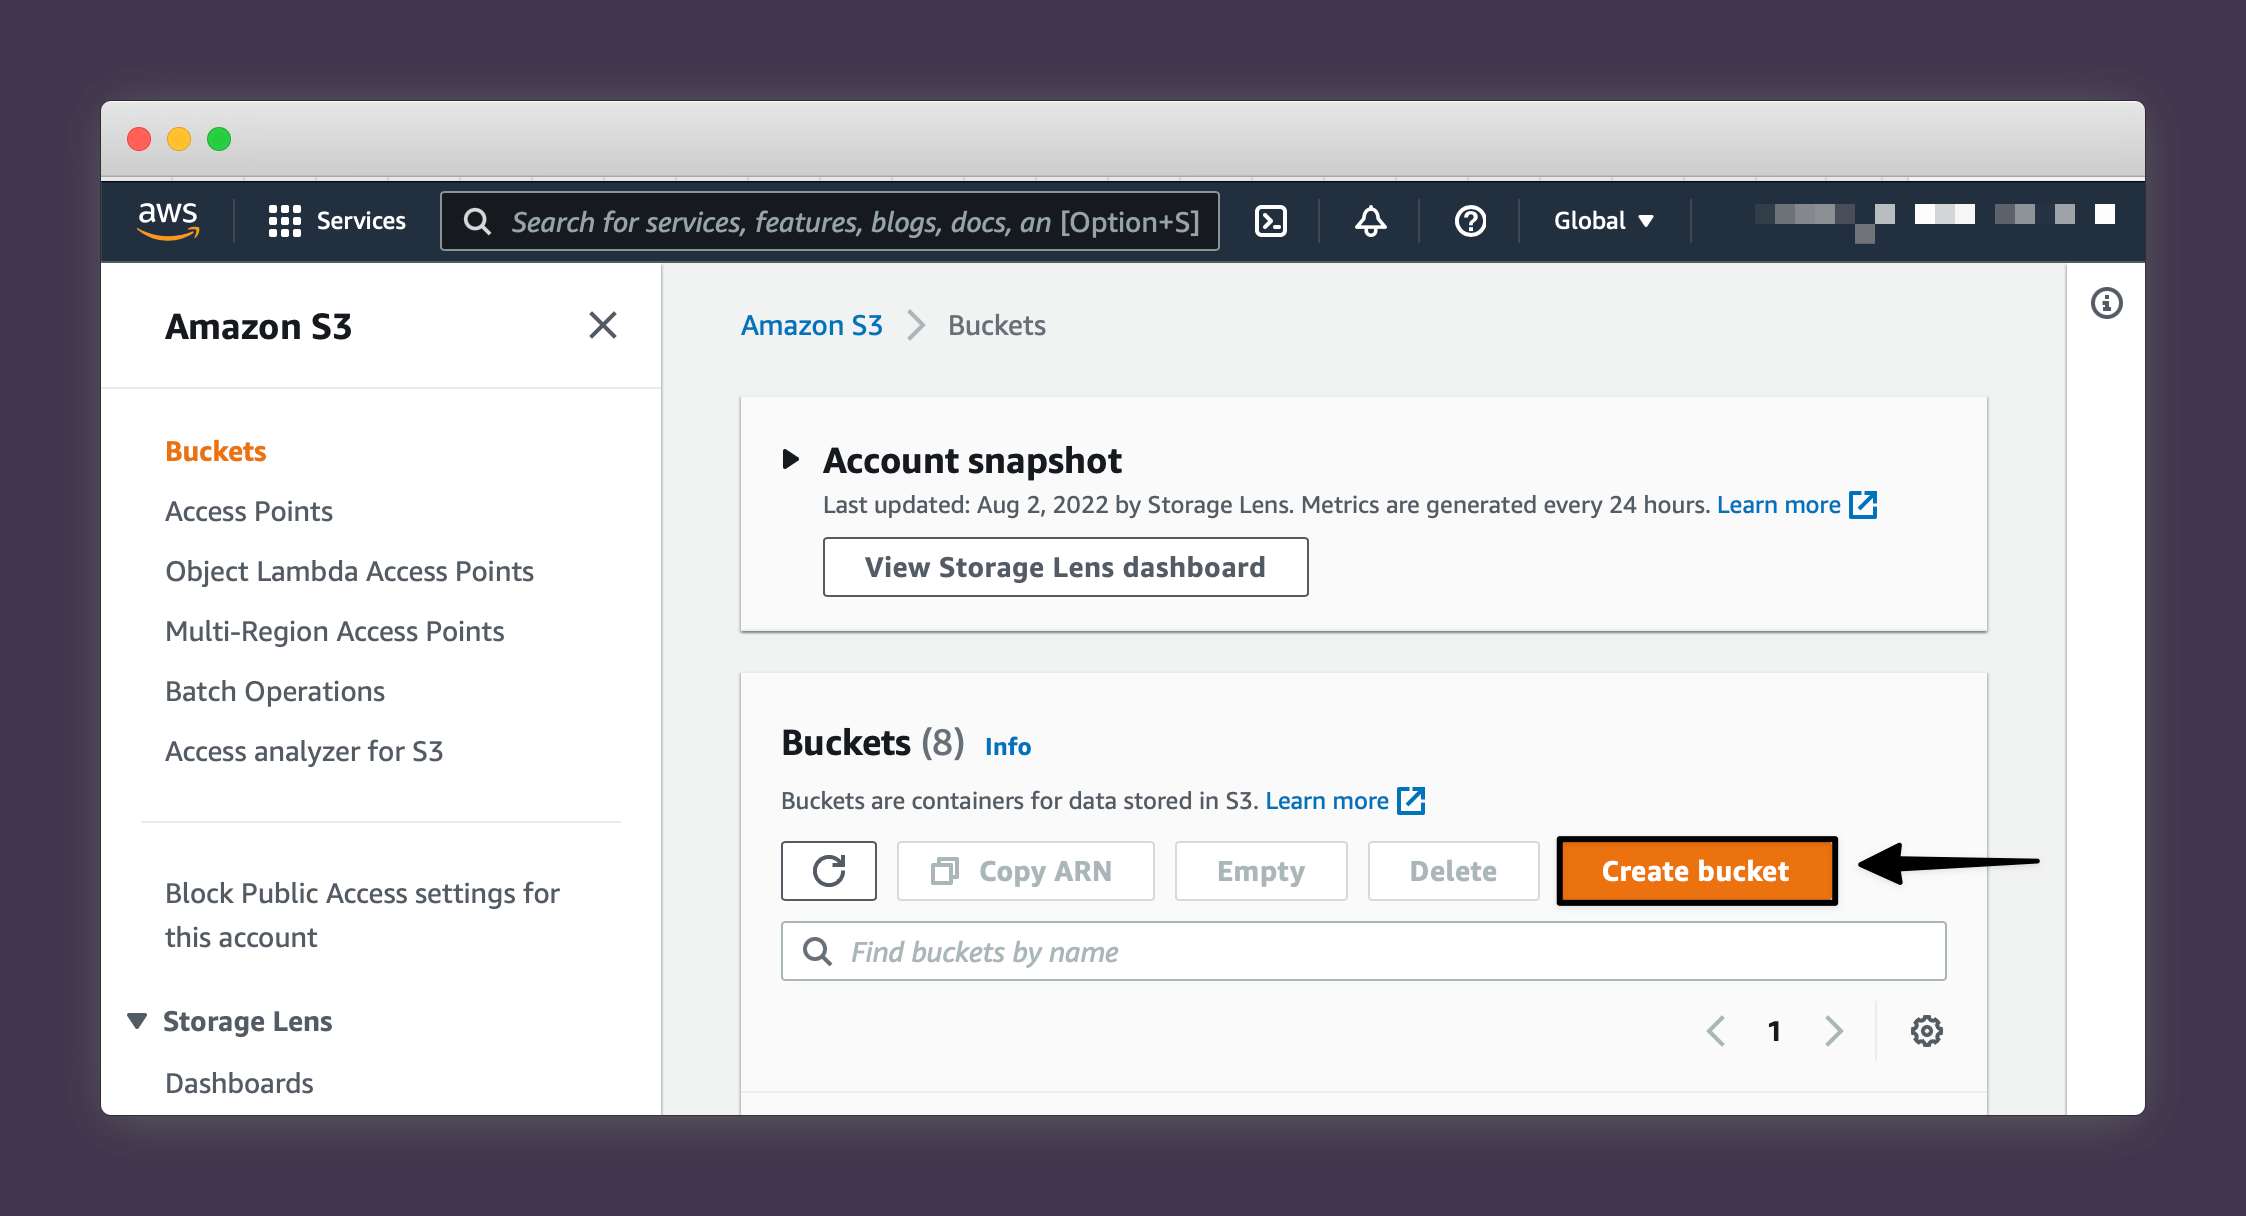 aws
Services
Search for services, features, blogs, docs, an [Option+S]
Global
Amazon S3
Buckets
Access Points
Object Lambda Access Points
Multi-Region Access Points
Batch Operations
Access analyzer for S3
Block Public Access settings for
this account
Storage Lens
Dashboards
Amazon S3 Buckets
Account snapshot
Last updated: Aug 2, 2022 by Storage Lens. Metrics are generated every 24 hours. Learn more
View Storage Lens dashboard
Buckets (8) Info
Buckets are containers for data stored in S3. Learn more
Copy ARN Empty Delete Create bucket
Find buckets by name
1